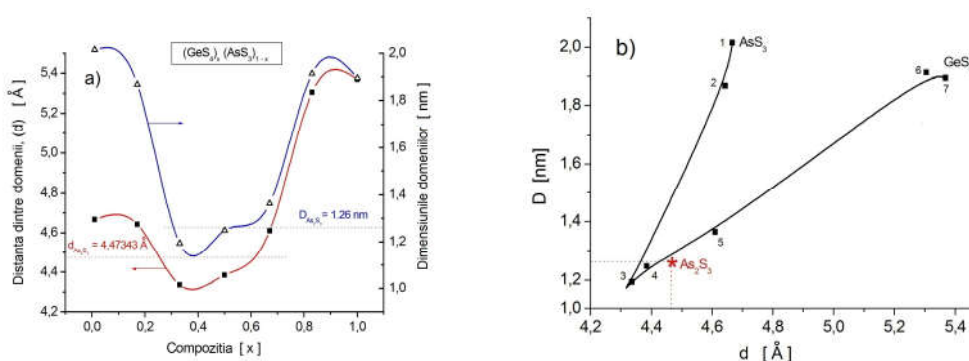 (GeS4)x (AsS3)1-x
a)
Distanta dintre domenii, (d) [ Å ]
5,4
5,2
5,0
4,8
4,6
4,4
4,2
2,0
1,8
1,6
1,4
1,2
1,0
Dimensiunile domeniilor [ nm ]
DAs2S3 = 1.26 nm
dAs2S3 = 4,47343 Å
0,0 0,2 0,4 0,6 0,8 1,0
Compozitia [ x ]
b)
D [nm]
2,0
1,8
1,6
1,4
1,2
1,0
1 AsS3
2
6 GeS
7
5
3 4 * As2S3
4,2 4,4 4,6 4,8 5,0 5,2 5,4
d [ Å ]